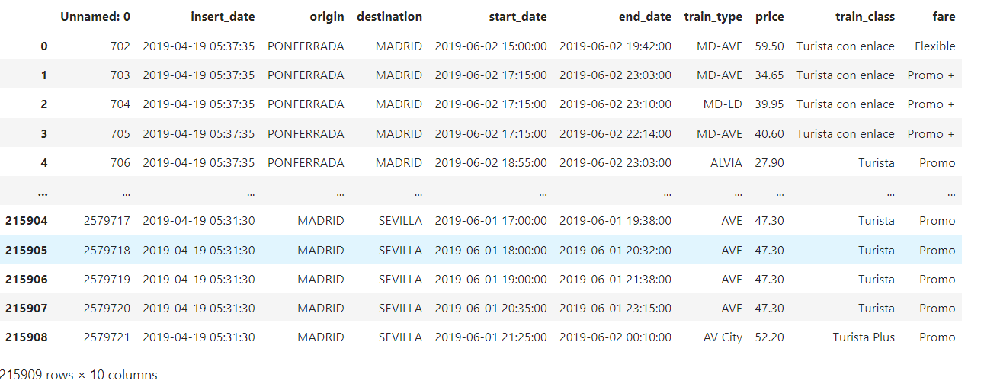 Unnamed: 0 insert_date origin destination start_date end_date train_type price train_class fare
0 702 2019-04-19 05:37:35 PONFERRADA MADRID 2019-06-02 15:00:00 2019-06-02 19:42:00 MD-AVE 59.50 Turista con enlace Flexible
1 703 2019-04-19 05:37:35 PONFERRADA MADRID 2019-06-02 17:15:00 2019-06-02 23:03:00 MD-AVE 34.65 Turista con enlace Promo +
2 704 2019-04-19 05:37:35 PONFERRADA MADRID 2019-06-02 17:15:00 2019-06-02 23:10:00 MD-LD 39.95 Turista con enlace Promo +
3 705 2019-04-19 05:37:35 PONFERRADA MADRID 2019-06-02 17:15:00 2019-06-02 22:14:00 MD-AVE 40.60 Turista con enlace Promo +
4 706 2019-04-19 05:37:35 PONFERRADA MADRID 2019-06-02 18:55:00 2019-06-02 23:03:00 ALVIA 27.90 Turista Promo
... ... ... ... ... ... ... ... ... ... ...
215904 2579717 2019-04-19 05:31:30 MADRID SEVILLA 2019-06-01 17:00:00 2019-06-01 19:38:00 AVE 47.30 Turista Promo
215905 2579718 2019-04-19 05:31:30 MADRID SEVILLA 2019-06-01 18:00:00 2019-06-01 20:32:00 AVE 47.30 Turista Promo
215906 2579719 2019-04-19 05:31:30 MADRID SEVILLA 2019-06-01 19:00:00 2019-06-01 21:38:00 AVE 47.30 Turista Promo
215907 2579720 2019-04-19 05:31:30 MADRID SEVILLA 2019-06-01 20:35:00 2019-06-01 23:15:00 AVE 47.30 Turista Promo
215908 2579721 2019-04-19 05:31:30 MADRID SEVILLA 2019-06-01 21:25:00 2019-06-02 00:10:00 AV City 52.20 Turista Plus Promo
215909 rows × 10 columns